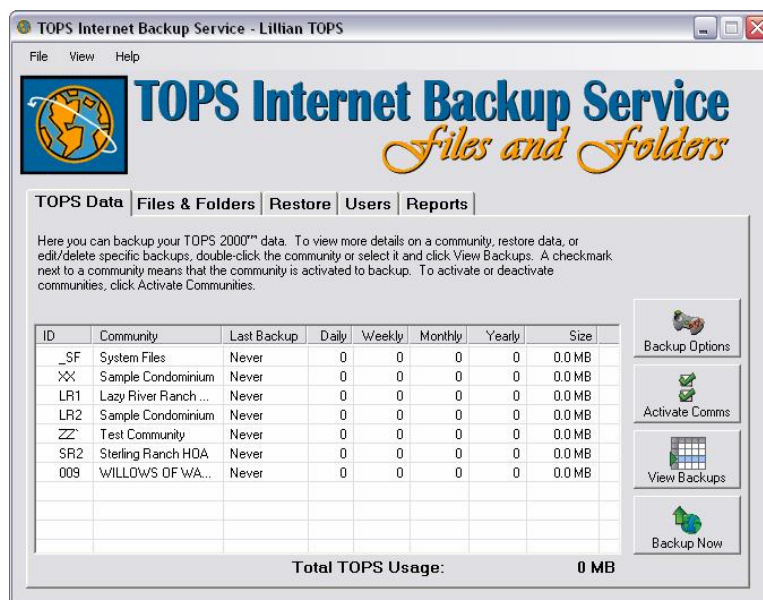 TOPS Internet Backup Service - Lillian TOPS
File View Help
TOPS Internet Backup Service
Files and Folders
TOPS Data Files & Folders Restore Users Reports
Here you can backup your TOPS 2000™ data. To view more details on a community, restore data, or
edit/delete specific backups, double-click the community or select it and click View Backups. A checkmark
next to a community means that the community is activated to backup. To activate or deactivate
communities, click Activate Communities.
ID Community Last Backup Daily Weekly Monthly Yearly Size
_SF System Files Never 0 0 0 0 0.0 MB
XX Sample Condominium Never 0 0 0 0 0.0 MB
LR1 Lazy River Ranch ... Never 0 0 0 0 0.0 MB
LR2 Sample Condominium Never 0 0 0 0 0.0 MB
ZZ` Test Community Never 0 0 0 0 0.0 MB
SR2 Sterling Ranch HOA Never 0 0 0 0 0.0 MB
009 WILLOWS OF WA... Never 0 0 0 0 0.0 MB
Backup Options
Activate Comms
View Backups
Backup Now
Total TOPS Usage: 0 MB